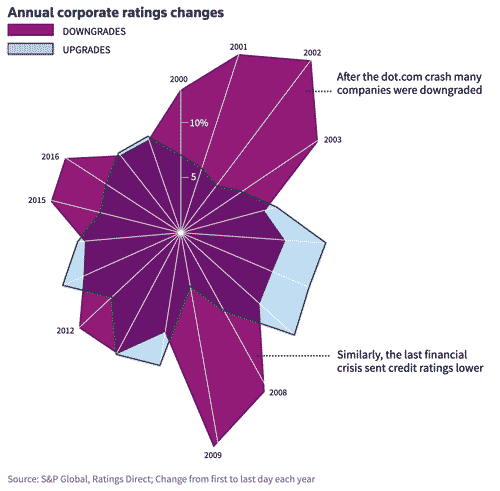 Annual corporate ratings changes
DOWNGRADES
UPGRADES
2001
2002
2000
After the dot.com crash many
companies were downgraded
10%
2003
2016
5
2015
2012
Similarly, the last financial
crisis sent credit ratings lower
2008
2009
Source: S&P Global, Ratings Direct; Change from first to last day each year